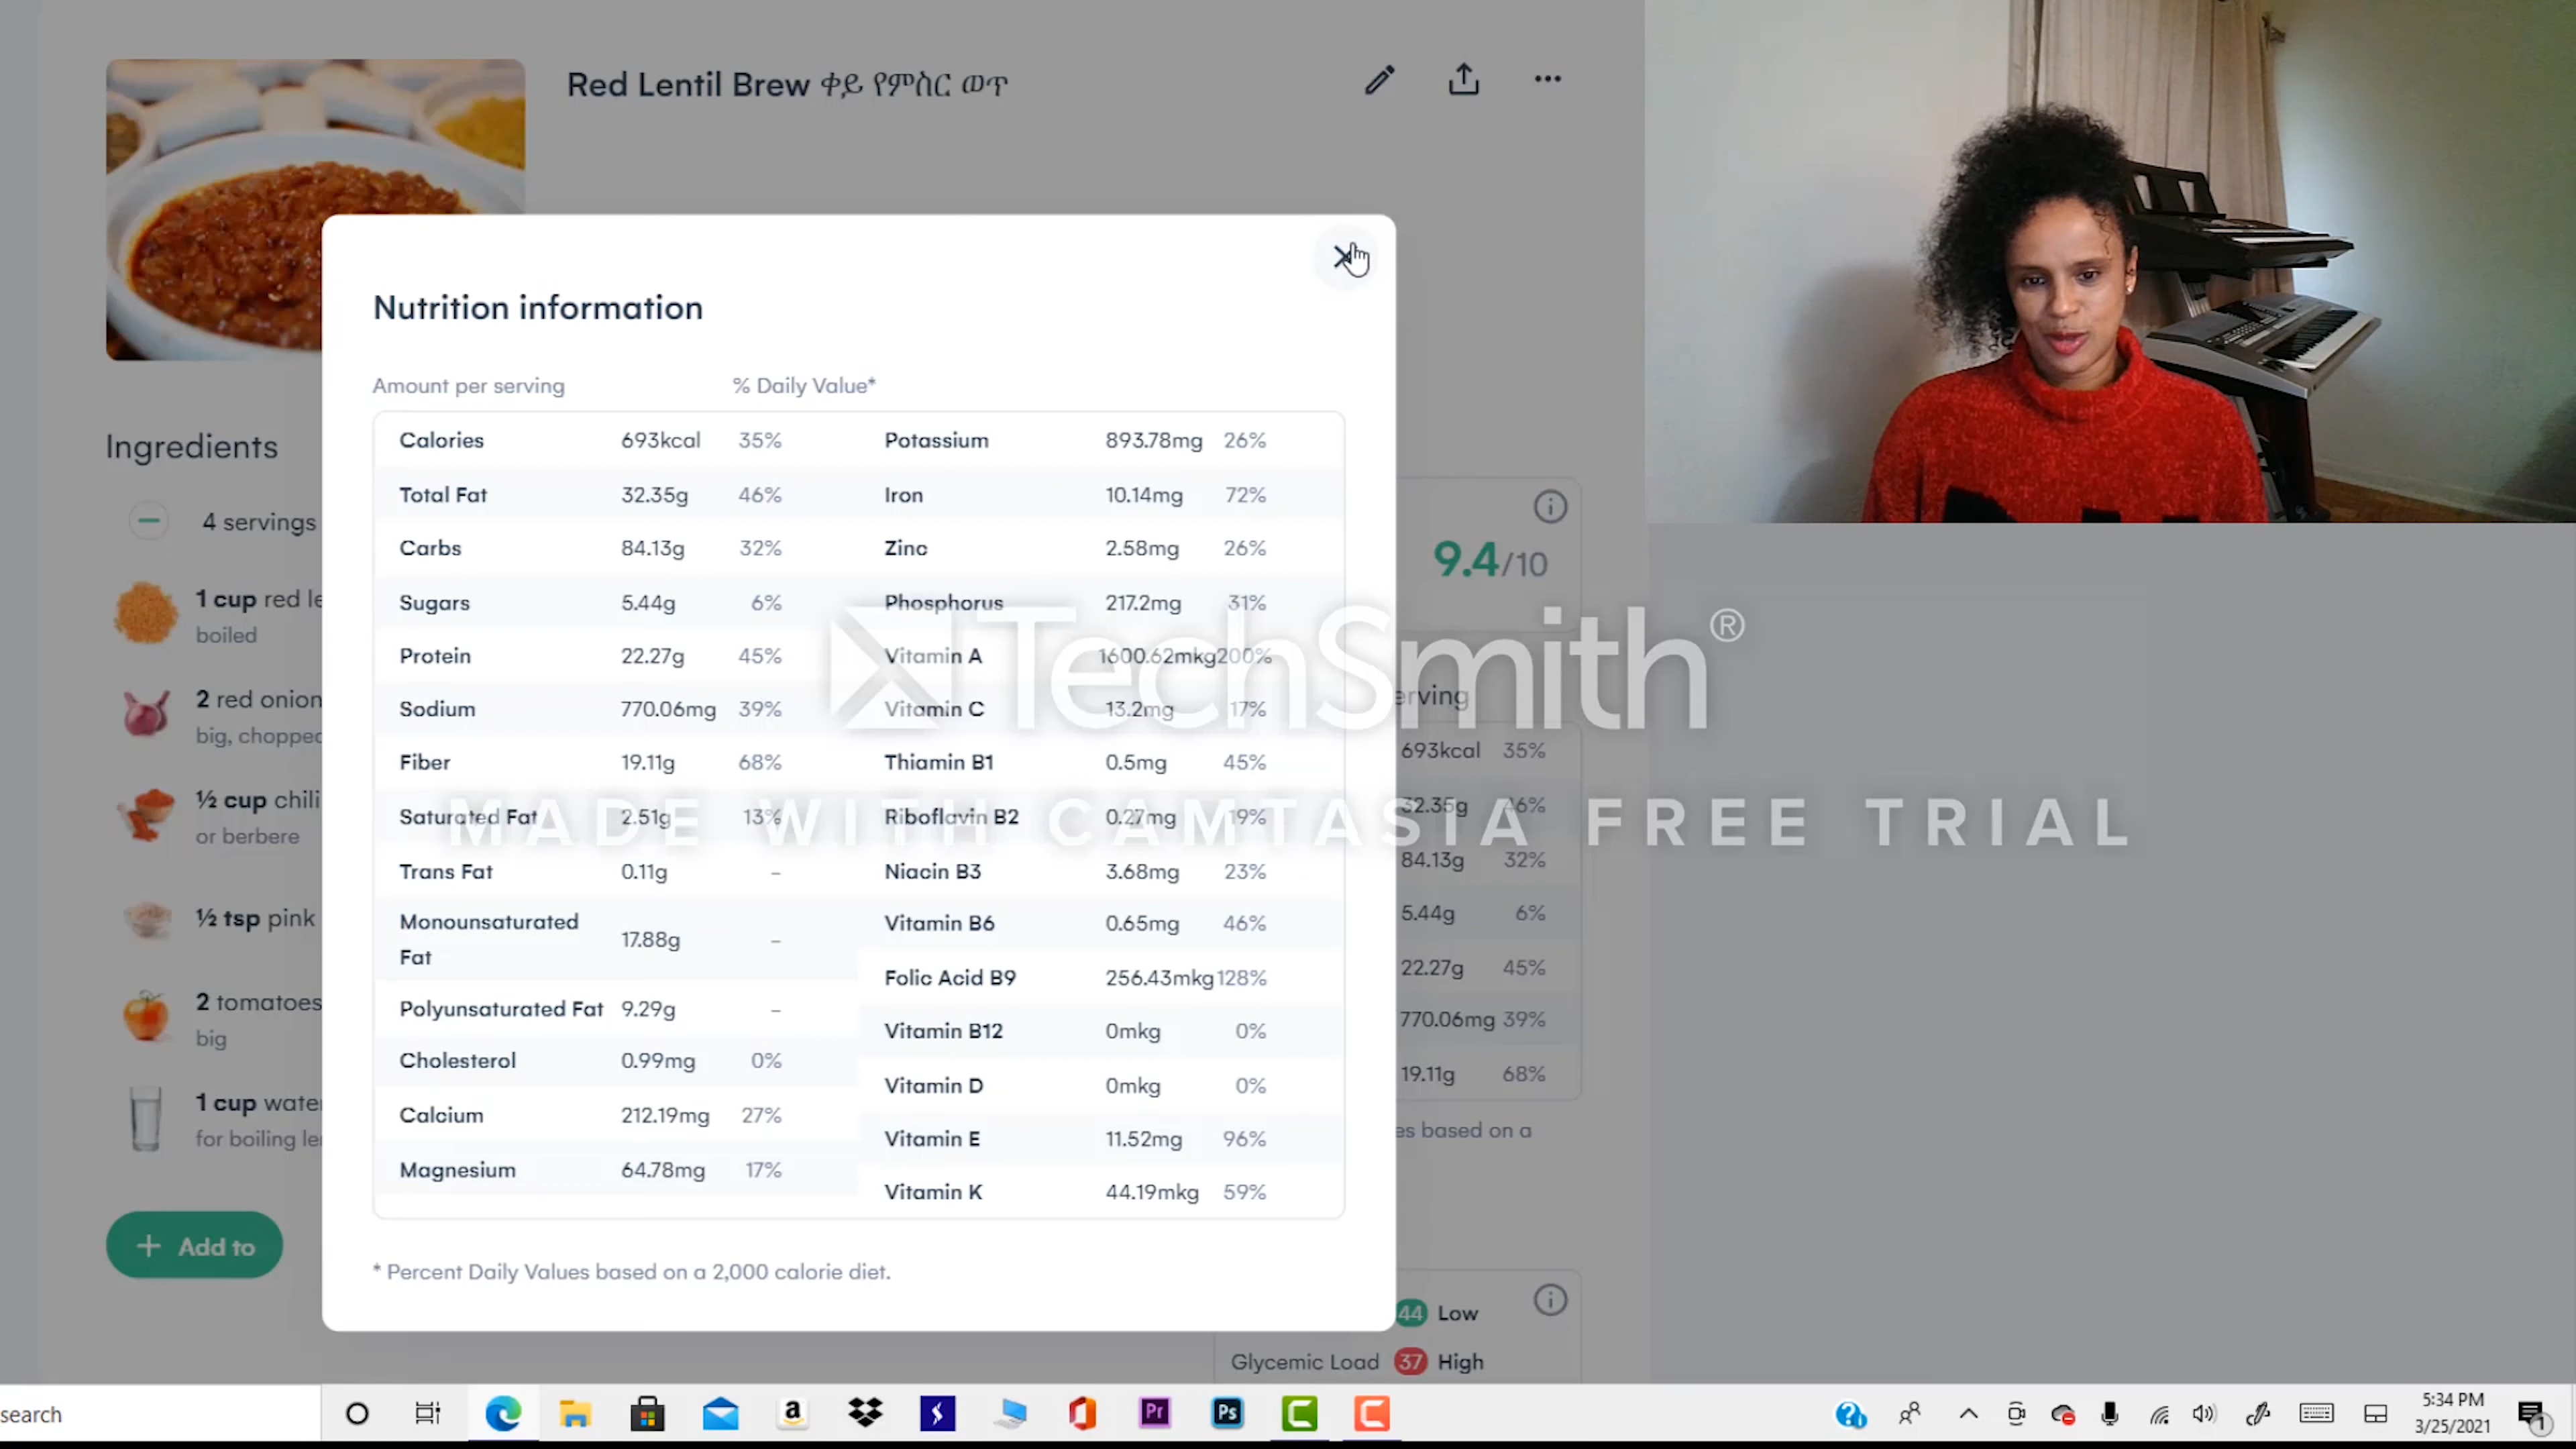 Red Lentil Brew ቀይ የምስር ወጥ
Nutrition information
Amount per serving % Daily Value*
Calories 693kcal 35%
Total Fat 32.35g 46%
Carbs 84.13g 32%
Sugars 5.44g 6%
Protein 22.27g 45%
Sodium 770.06mg 39%
Fiber 19.11g 68%
Saturated Fat 2.51g 13%
Trans Fat 0.11g -
Monounsaturated
Fat 17.88g -
Polyunsaturated Fat 9.29g -
Cholesterol 0.99mg 0%
Calcium 212.19mg 27%
Magnesium 64.78mg 17%
Potassium 893.78mg 26%
Iron 10.14mg 72%
Zinc 2.58mg 26%
Phosphorus 217.2mg 31%
Vitamin A 1600.62mkg 200%
Vitamin C 13.2mg 17%
Thiamin B1 0.5mg 45%
Riboflavin B2 0.27mg 19%
Niacin B3 3.68mg 23%
Vitamin B6 0.65mg 46%
Folic Acid B9 256.43mkg 128%
Vitamin B12 0mkg 0%
Vitamin D 0mkg 0%
Vitamin E 11.52mg 96%
Vitamin K 44.19mkg 59%
* Percent Daily Values based on a 2,000 calorie diet.
Ingredients
4 servings
1 cup red le
boiled
2 red onion
big, chopped
½ cup chili
or berbere
½ tsp pink
2 tomatoes
big
1 cup wate
for boiling le
+ Add to
9.4/10
erving
693kcal 35%
32.35g 46%
84.13g 32%
5.44g 6%
22.27g 45%
770.06mg 39%
19.11g 68%
es based on a
44 Low
Glycemic Load 37 High
TechSmith®
MADE WITH CAMTASIA FREE TRIAL
search
a
Pr
Ps
5:34 PM
3/25/2021
1